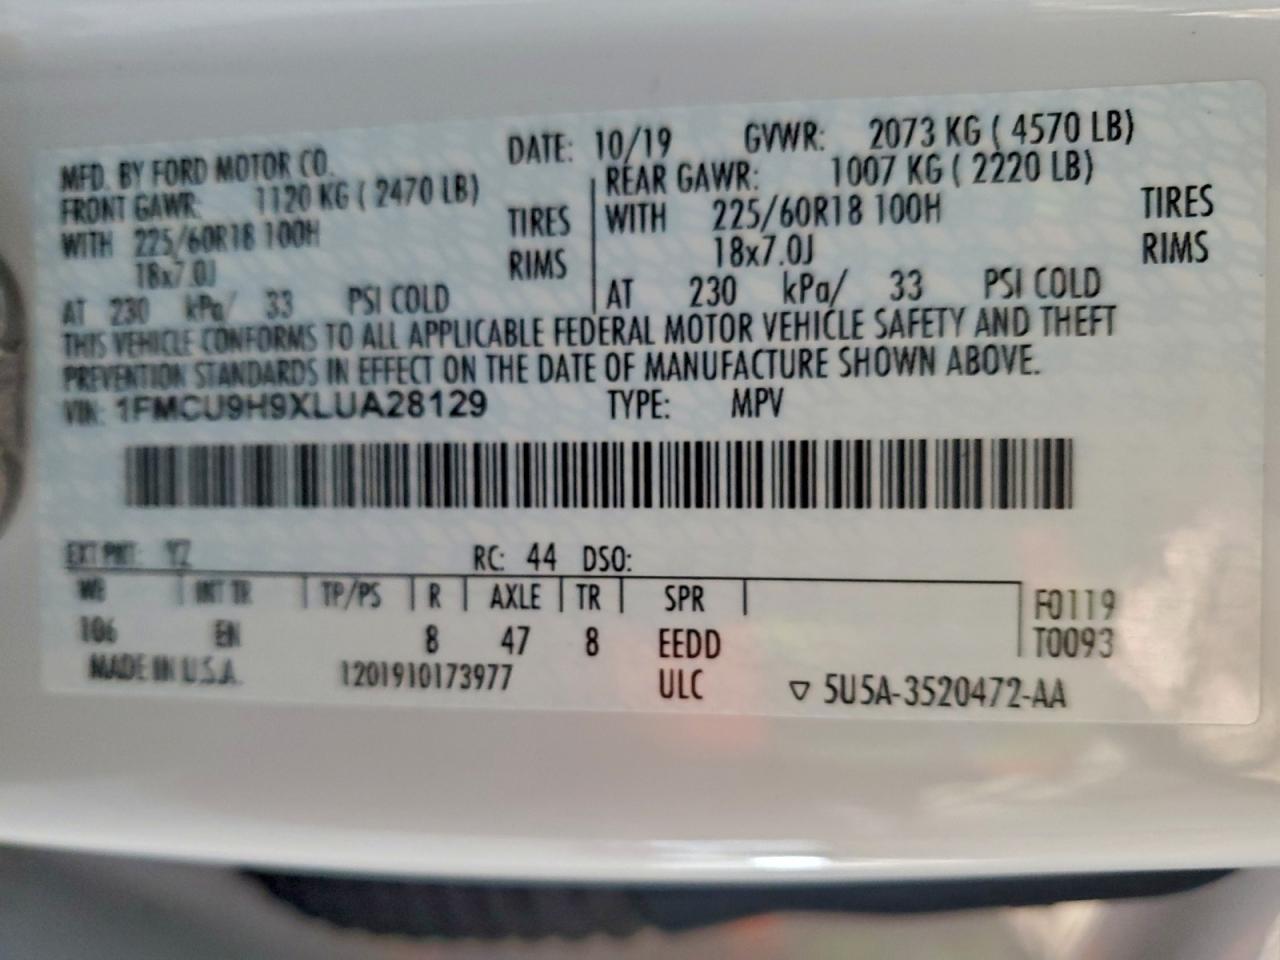 MFD. BY FORD MOTOR CO. DATE: 10/19 GVWR: 2073 KG ( 4570 LB)
FRONT GAWR: 1120 KG ( 2470 LB) REAR GAWR: 1007 KG ( 2220 LB)
WITH 225/60R18 100H TIRES WITH 225/60R18 100H TIRES
18x7.0J RIMS 18x7.0J RIMS
AT 230 kPa/ 33 PSI COLD AT 230 kPa/ 33 PSI COLD
THIS VEHICLE CONFORMS TO ALL APPLICABLE FEDERAL MOTOR VEHICLE SAFETY AND THEFT
PREVENTION STANDARDS IN EFFECT ON THE DATE OF MANUFACTURE SHOWN ABOVE.
VIN: 1FMCU9H9XLUA28129 TYPE: MPV
EXT PNT: YZ RC: 44 DSO:
WB INT TR TP/PS R AXLE TR SPR F0119
106 EN 8 47 8 EEDD T0093
MADE IN U.S.A. 1201910173977 ULC ▽ 5U5A-3520472-AA